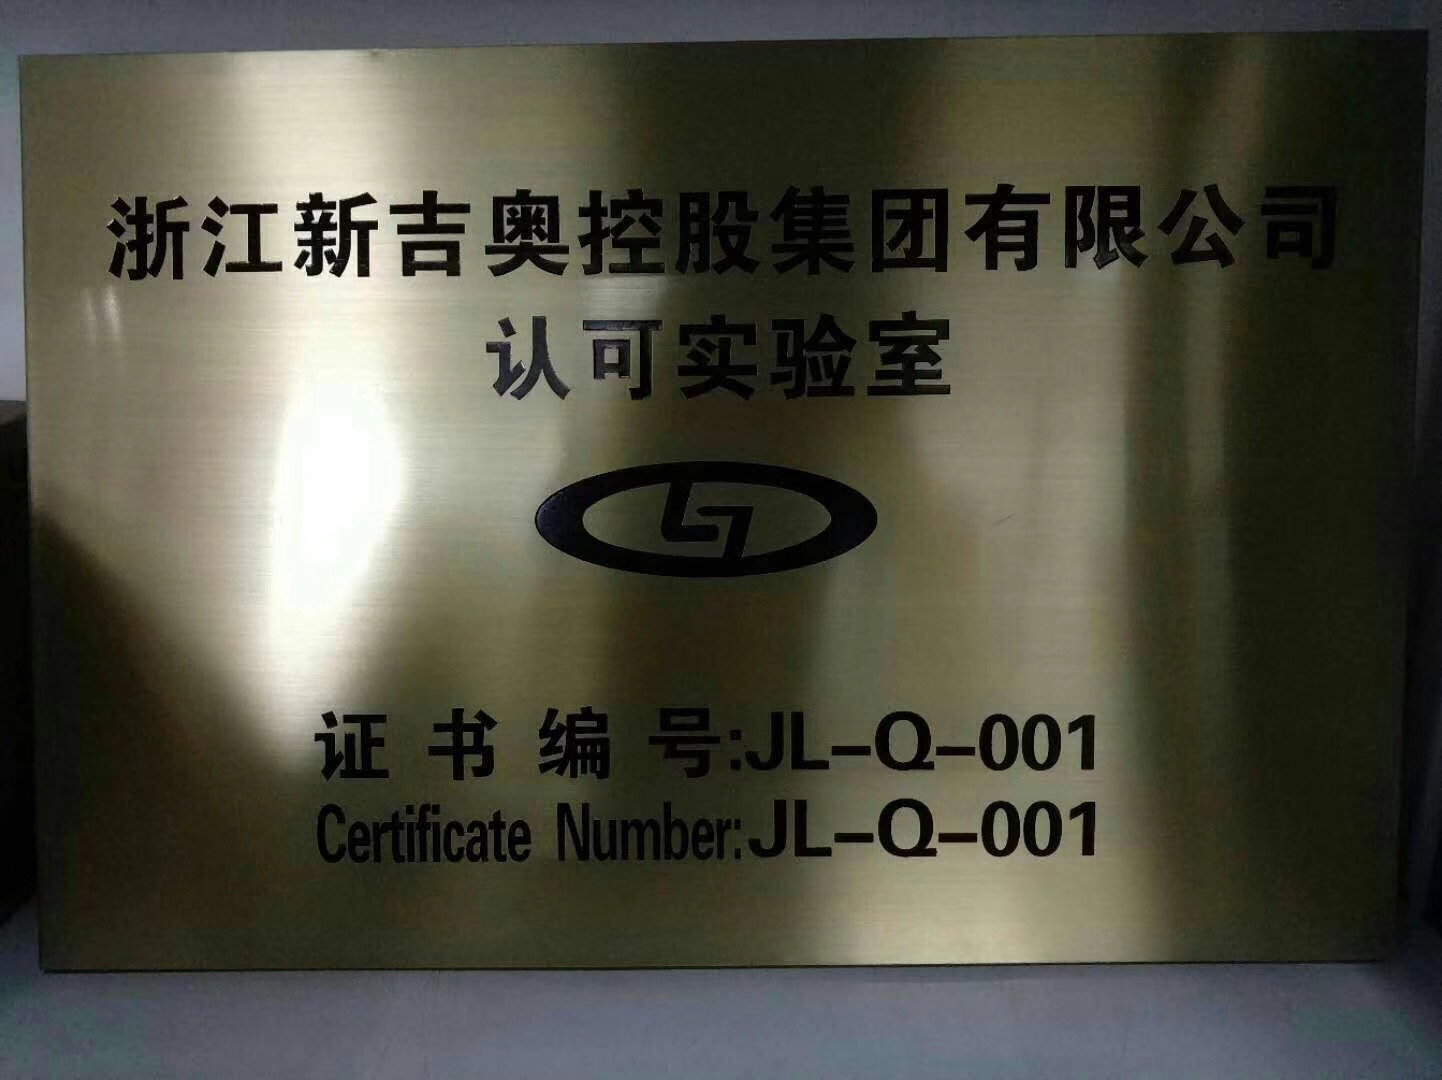 浙江新吉奥控股集团有限公司
认可实验室
证书编号:JL-Q-001
Certificate Number:JL-Q-001